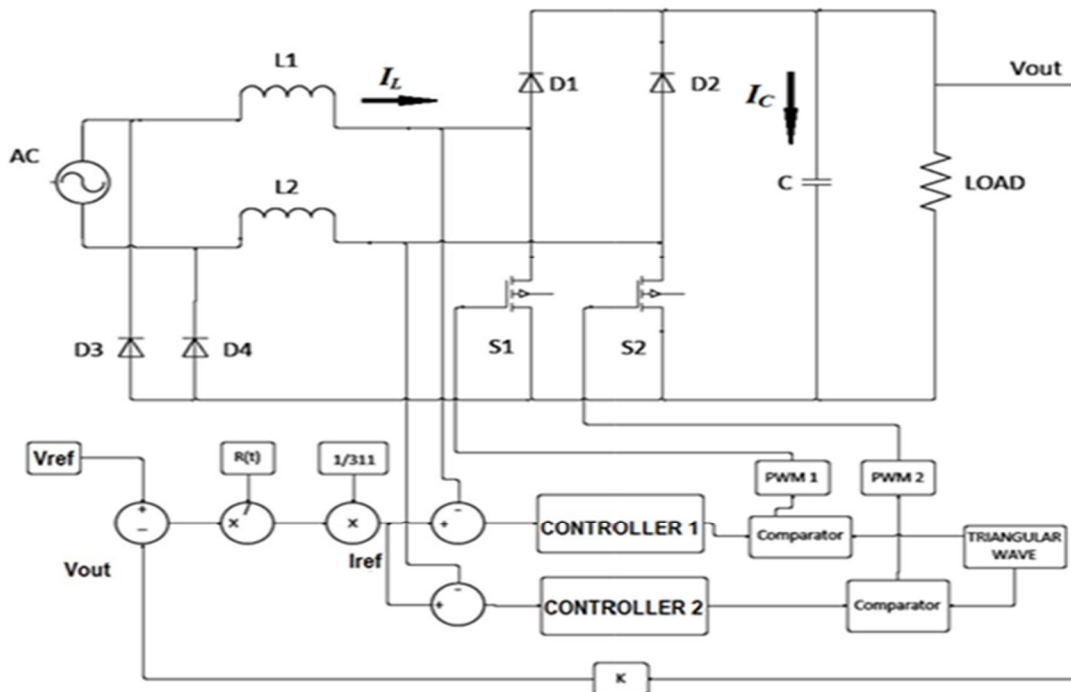 L1
I_L
D1
D2
I_C
Vout
AC
L2
C
LOAD
D3
D4
S1
S2
Vref
R(t)
1/311
PWM 1
PWM 2
+
-
x
x
+
-
CONTROLLER 1
Comparator
TRIANGULAR
WAVE
Vout
Iref
+
-
CONTROLLER 2
Comparator
K